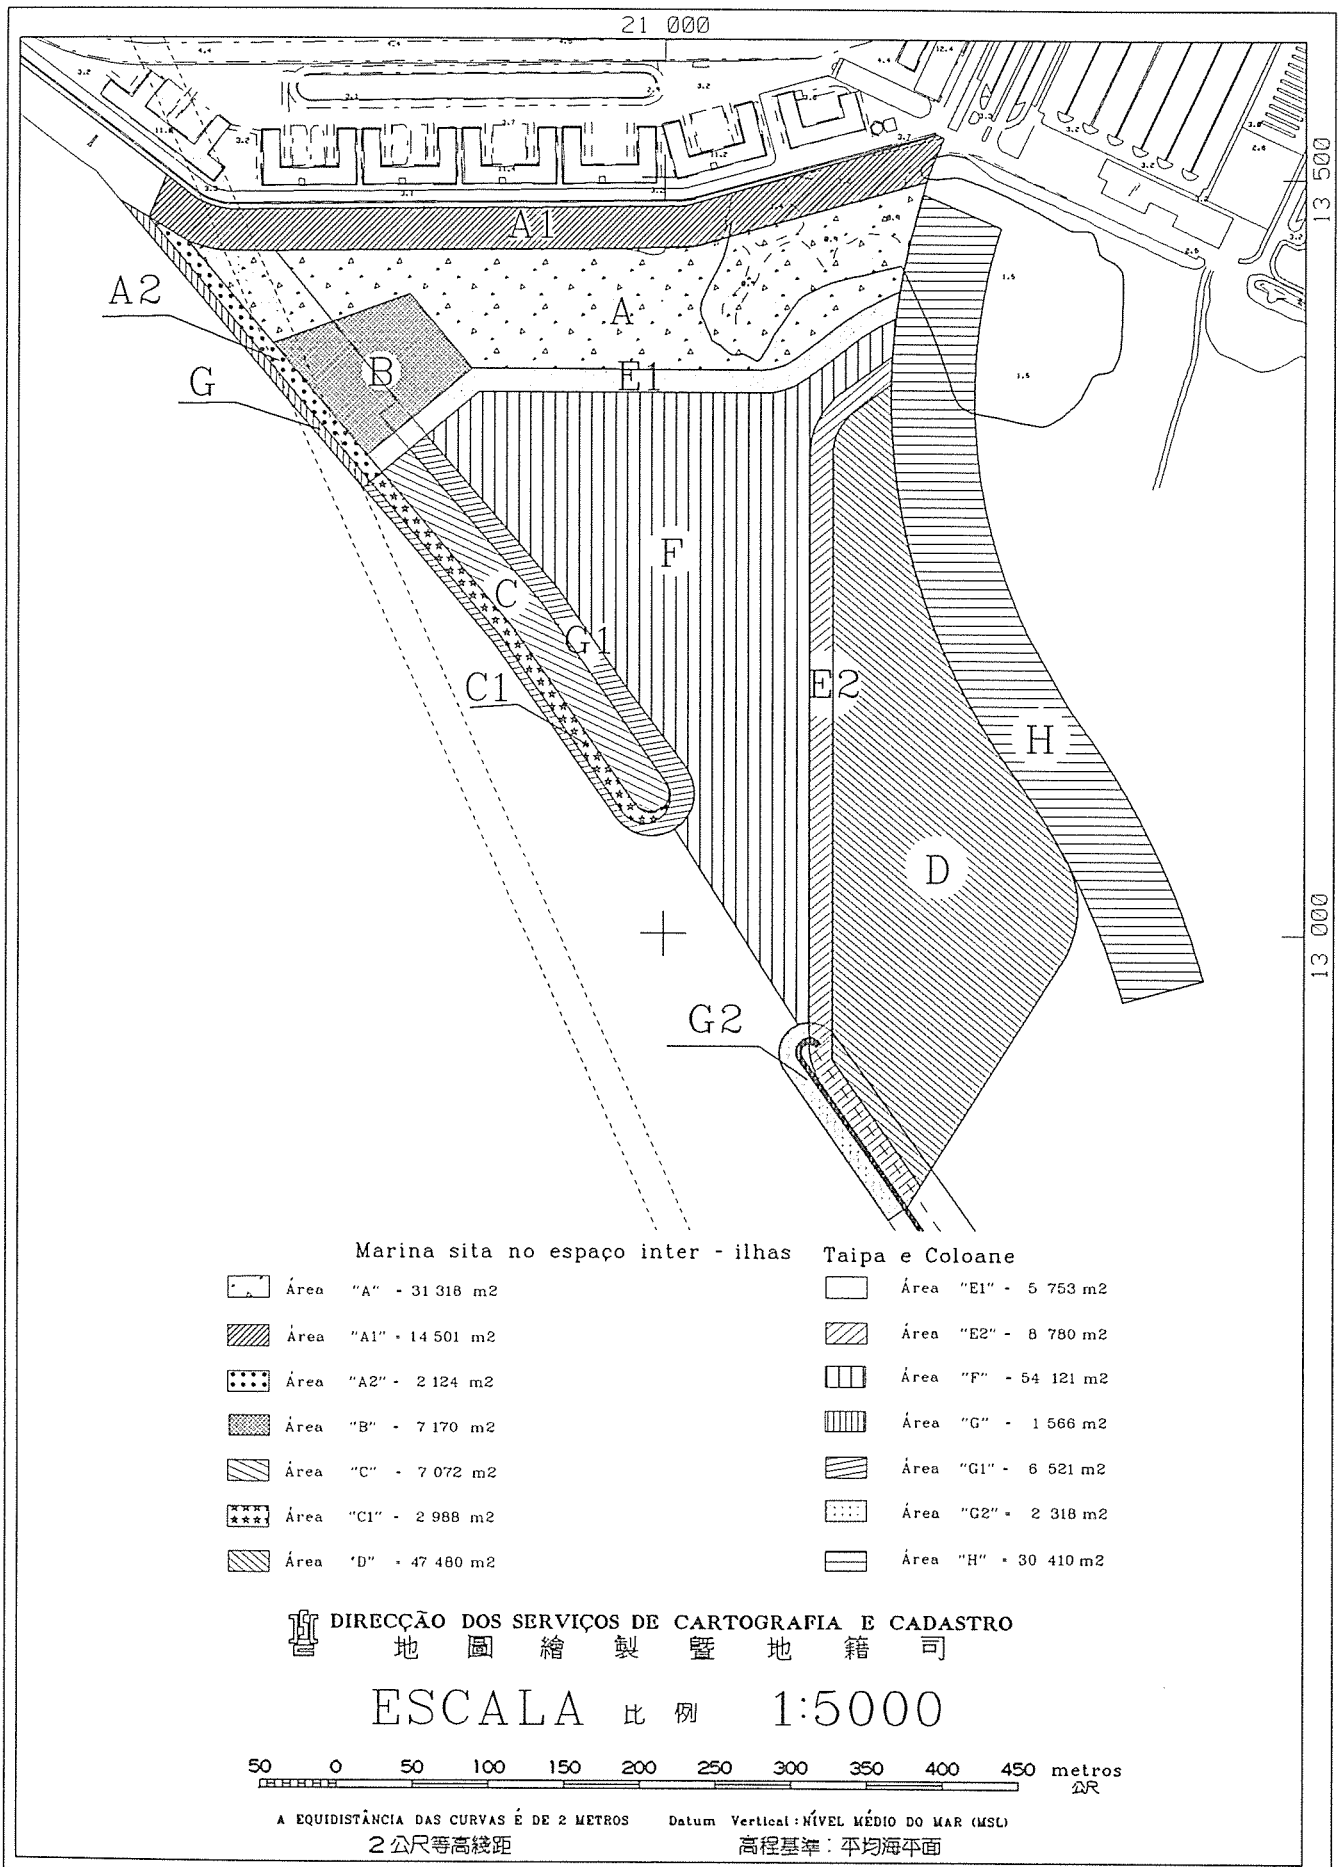 21 000
13 500
A1
A2
A
B
G
E1
F
C
G1
E2
C1
H
D
13 000
G2
Marina sita no espaço inter - ilhas Taipa e Coloane
Área "A" - 31 318 m2
Área "A1" - 14 501 m2
Área "A2" - 2 124 m2
Área "B" - 7 170 m2
Área "C" - 7 072 m2
Área "C1" - 2 988 m2
Área "D" - 47 480 m2
Área "E1" - 5 753 m2
Área "E2" - 8 780 m2
Área "F" - 54 121 m2
Área "G" - 1 566 m2
Área "G1" - 6 521 m2
Área "G2" - 2 318 m2
Área "H" - 30 410 m2
DIRECÇÃO DOS SERVIÇOS DE CARTOGRAFIA E CADASTRO
地圖繪製暨地籍司
ESCALA 比例 1:5000
50 0 50 100 150 200 250 300 350 400 450 metros
公尺
A EQUIDISTÂNCIA DAS CURVAS É DE 2 METROS Datum Vertical : NÍVEL MÉDIO DO MAR (MSL)
2公尺等高綫距 高程基準：平均海平面